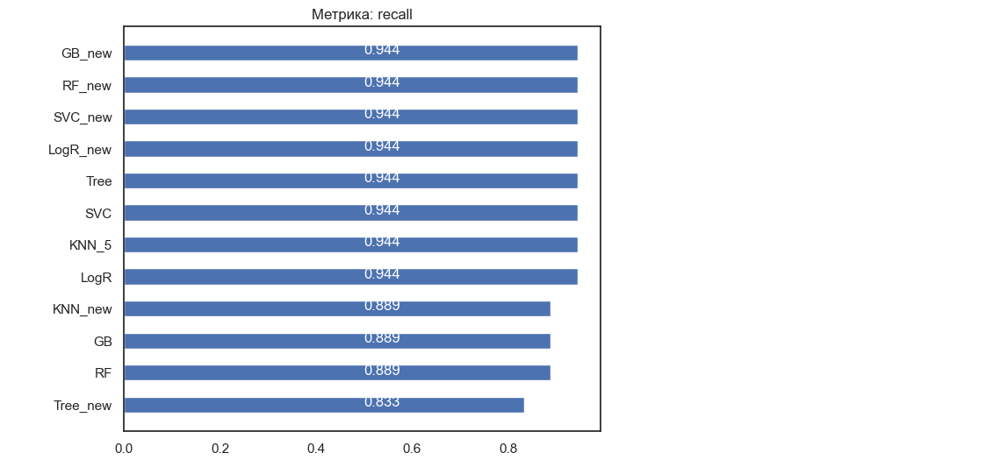 Метрика: recall
GB_new 0.944
RF_new 0.944
SVC_new 0.944
LogR_new 0.944
Tree 0.944
SVC 0.944
KNN_5 0.944
LogR 0.944
KNN_new 0.889
GB 0.889
RF 0.889
Tree_new 0.833
0.0 0.2 0.4 0.6 0.8